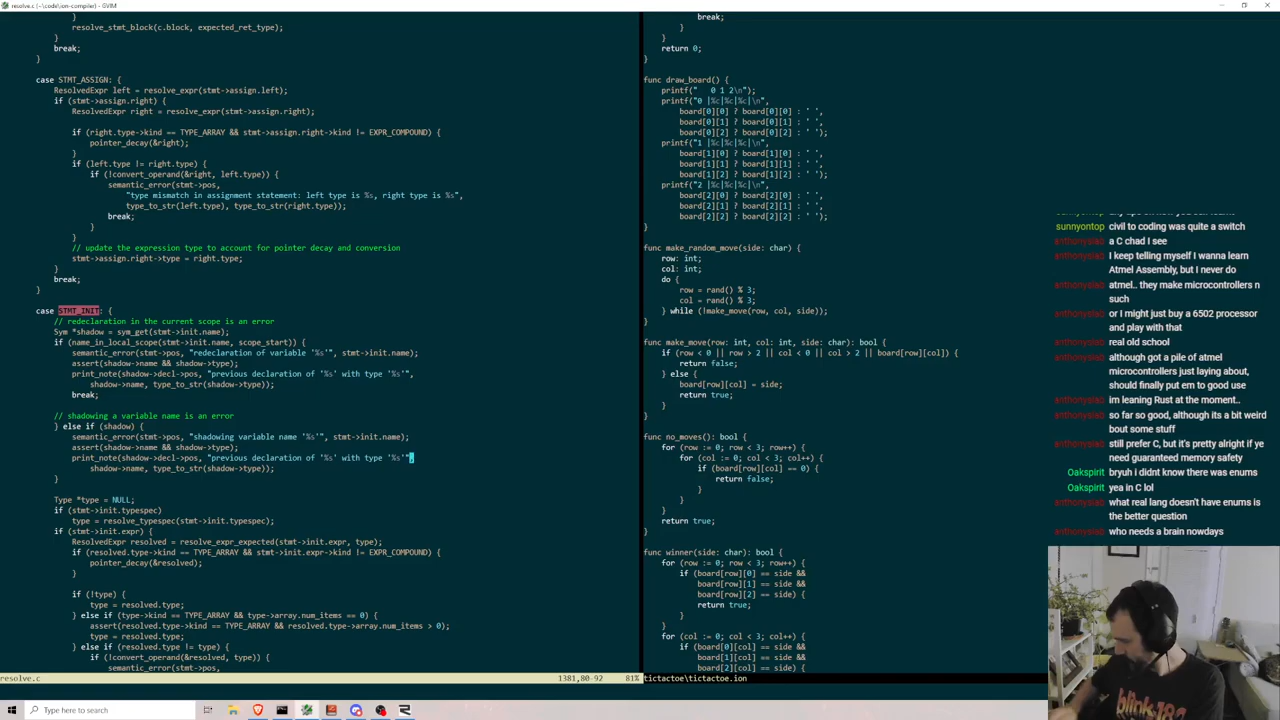 resolve.c (~\code\ion-compiler) - GVIM
}
resolve_stmt_block(c.block, expected_ret_type);
}
break;
}
case STMT_ASSIGN: {
ResolvedExpr left = resolve_expr(stmt->assign.left);
if (stmt->assign.right) {
ResolvedExpr right = resolve_expr(stmt->assign.right);
if (right.type->kind == TYPE_ARRAY && stmt->assign.right->kind != EXPR_COMPOUND) {
pointer_decay(&right);
}
if (left.type != right.type) {
if (!convert_operand(&right, left.type)) {
semantic_error(stmt->pos,
"type mismatch in assignment statement: left type is %s, right type is %s",
type_to_str(left.type), type_to_str(right.type));
break;
}
}
// update the expression type to account for pointer decay and conversion
stmt->assign.right->type = right.type;
}
break;
}
case STMT_INIT: {
// redeclaration in the current scope is an error
Sym *shadow = sym_get(stmt->init.name);
if (name_in_local_scope(stmt->init.name, scope_start)) {
semantic_error(stmt->pos, "redeclaration of variable '%s'", stmt->init.name);
assert(shadow->name && shadow->type);
print_note(shadow->decl->pos, "previous declaration of '%s' with type '%s'",
shadow->name, type_to_str(shadow->type));
break;
// shadowing a variable name is an error
} else if (shadow) {
semantic_error(stmt->pos, "shadowing variable name '%s'", stmt->init.name);
assert(shadow->name && shadow->type);
print_note(shadow->decl->pos, "previous declaration of '%s' with type '%s'",
shadow->name, type_to_str(shadow->type));
}
Type *type = NULL;
if (stmt->init.typespec)
type = resolve_typespec(stmt->init.typespec);
if (stmt->init.expr) {
ResolvedExpr resolved = resolve_expr_expected(stmt->init.expr, type);
if (resolved.type->kind == TYPE_ARRAY && stmt->init.expr->kind != EXPR_COMPOUND) {
pointer_decay(&resolved);
}
if (!type) {
type = resolved.type;
} else if (type->kind == TYPE_ARRAY && type->array.num_items == 0) {
assert(resolved.type->kind == TYPE_ARRAY && resolved.type->array.num_items > 0);
type = resolved.type;
} else if (resolved.type != type) {
if (!convert_operand(&resolved, type)) {
semantic_error(stmt->pos,
resolve.c 1381,80-92 81%
break;
}
}
return 0;
}
func draw_board() {
printf("   0 1 2\n");
printf("0 |%c|%c|%c|\n",
board[0][0] ? board[0][0] : ' ',
board[0][1] ? board[0][1] : ' ',
board[0][2] ? board[0][2] : ' ');
printf("1 |%c|%c|%c|\n",
board[1][0] ? board[1][0] : ' ',
board[1][1] ? board[1][1] : ' ',
board[1][2] ? board[1][2] : ' ');
printf("2 |%c|%c|%c|\n",
board[2][0] ? board[2][0] : ' ',
board[2][1] ? board[2][1] : ' ',
board[2][2] ? board[2][2] : ' ');
}
func make_random_move(side: char) {
row: int;
col: int;
do {
row = rand() % 3;
col = rand() % 3;
} while (!make_move(row, col, side));
}
func make_move(row: int, col: int, side: char): bool {
if (row < 0 || row > 2 || col < 0 || col > 2 || board[row][col]) {
return false;
} else {
board[row][col] = side;
return true;
}
}
func no_moves(): bool {
for (row := 0; row < 3; row++) {
for (col := 0; col < 3; col++) {
if (board[row][col] == 0) {
return false;
}
}
}
return true;
}
func winner(side: char): bool {
for (row := 0; row < 3; row++) {
if (board[row][0] == side &&
board[row][1] == side &&
board[row][2] == side) {
return true;
}
}
for (col := 0; col < 3; col++) {
if (board[0][col] == side &&
board[1][col] == side &&
board[2][col] == side) {
tictactoe\tictactoe.ion
sunnyontop civil to coding was quite a switch
anthonyslab a C chad I see
anthonyslab I keep telling myself I wanna learn
Atmel Assembly, but I never do
anthonyslab atmel.. they make microcontrollers n
such
anthonyslab or I might just buy a 6502 processor
and play with that
anthonyslab real old school
anthonyslab although got a pile of atmel
microcontrollers just laying about,
should finally put em to good use
anthonyslab im leaning Rust at the moment..
anthonyslab so far so good, although its a bit weird
bout some stuff
anthonyslab still prefer C, but it's pretty alright if
ya need guaranteed memory safety
Oakspirit bryuh i didnt know there was enums
Oakspirit yea in C lol
anthonyslab what real lang doesn't have enums is
the better question
anthonyslab who needs a brain nowdays
blink-182
Type here to search